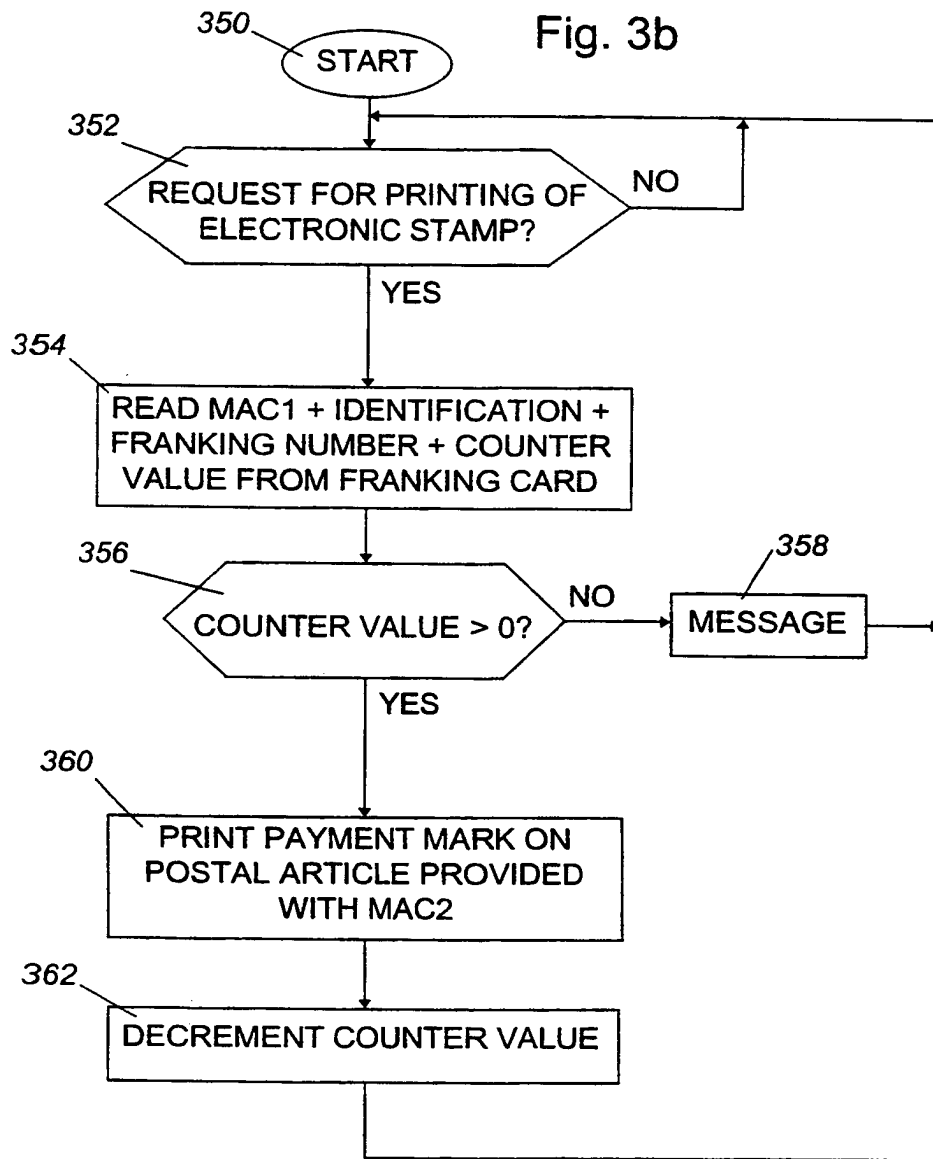 Fig. 3b
350
START
352
REQUEST FOR PRINTING OF
ELECTRONIC STAMP?
NO
YES
354
READ MAC1 + IDENTIFICATION +
FRANKING NUMBER + COUNTER
VALUE FROM FRANKING CARD
356
COUNTER VALUE > 0?
NO
358
MESSAGE
YES
360
PRINT PAYMENT MARK ON
POSTAL ARTICLE PROVIDED
WITH MAC2
362
DECREMENT COUNTER VALUE